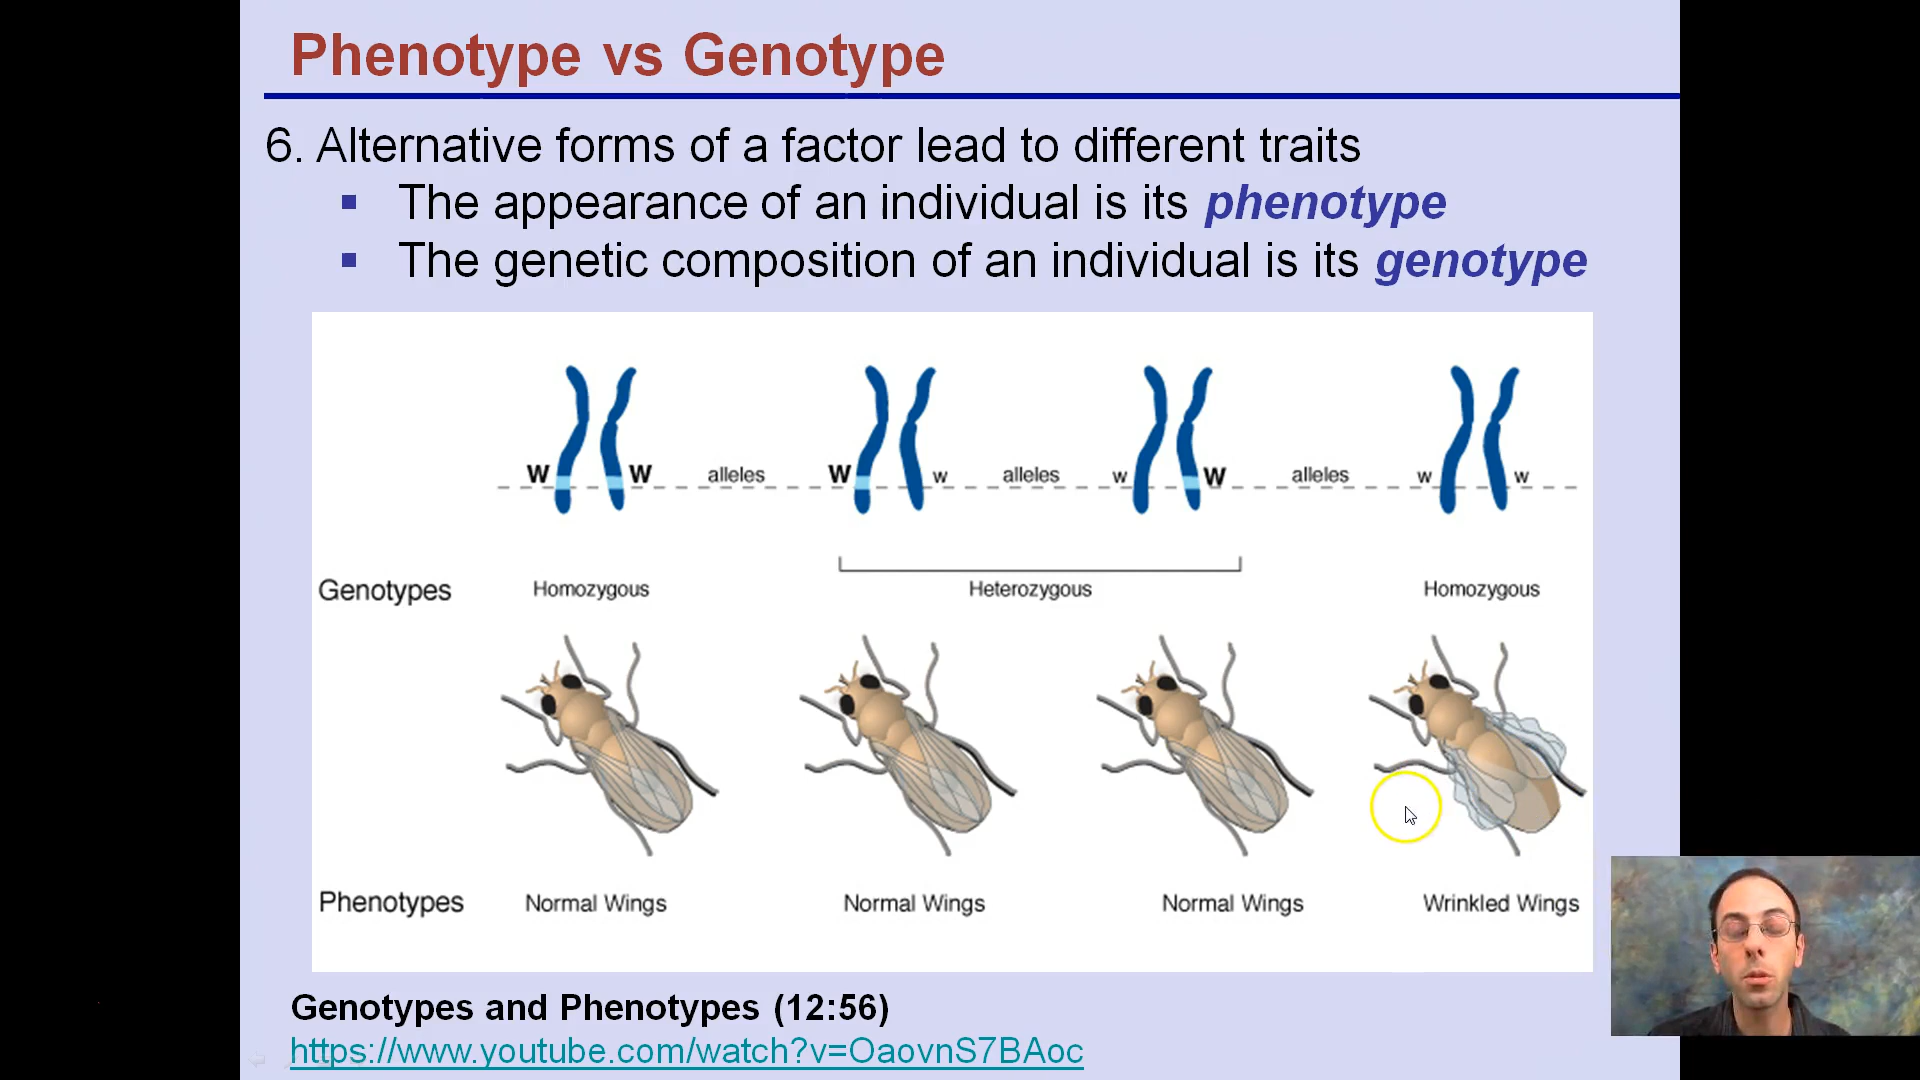 Phenotype vs Genotype
6. Alternative forms of a factor lead to different traits
▪ The appearance of an individual is its phenotype
▪ The genetic composition of an individual is its genotype
W W alleles W w alleles w W alleles w w
Genotypes Homozygous Heterozygous Homozygous
Phenotypes Normal Wings Normal Wings Normal Wings Wrinkled Wings
Genotypes and Phenotypes (12:56)
https://www.youtube.com/watch?v=OaovnS7BAoc